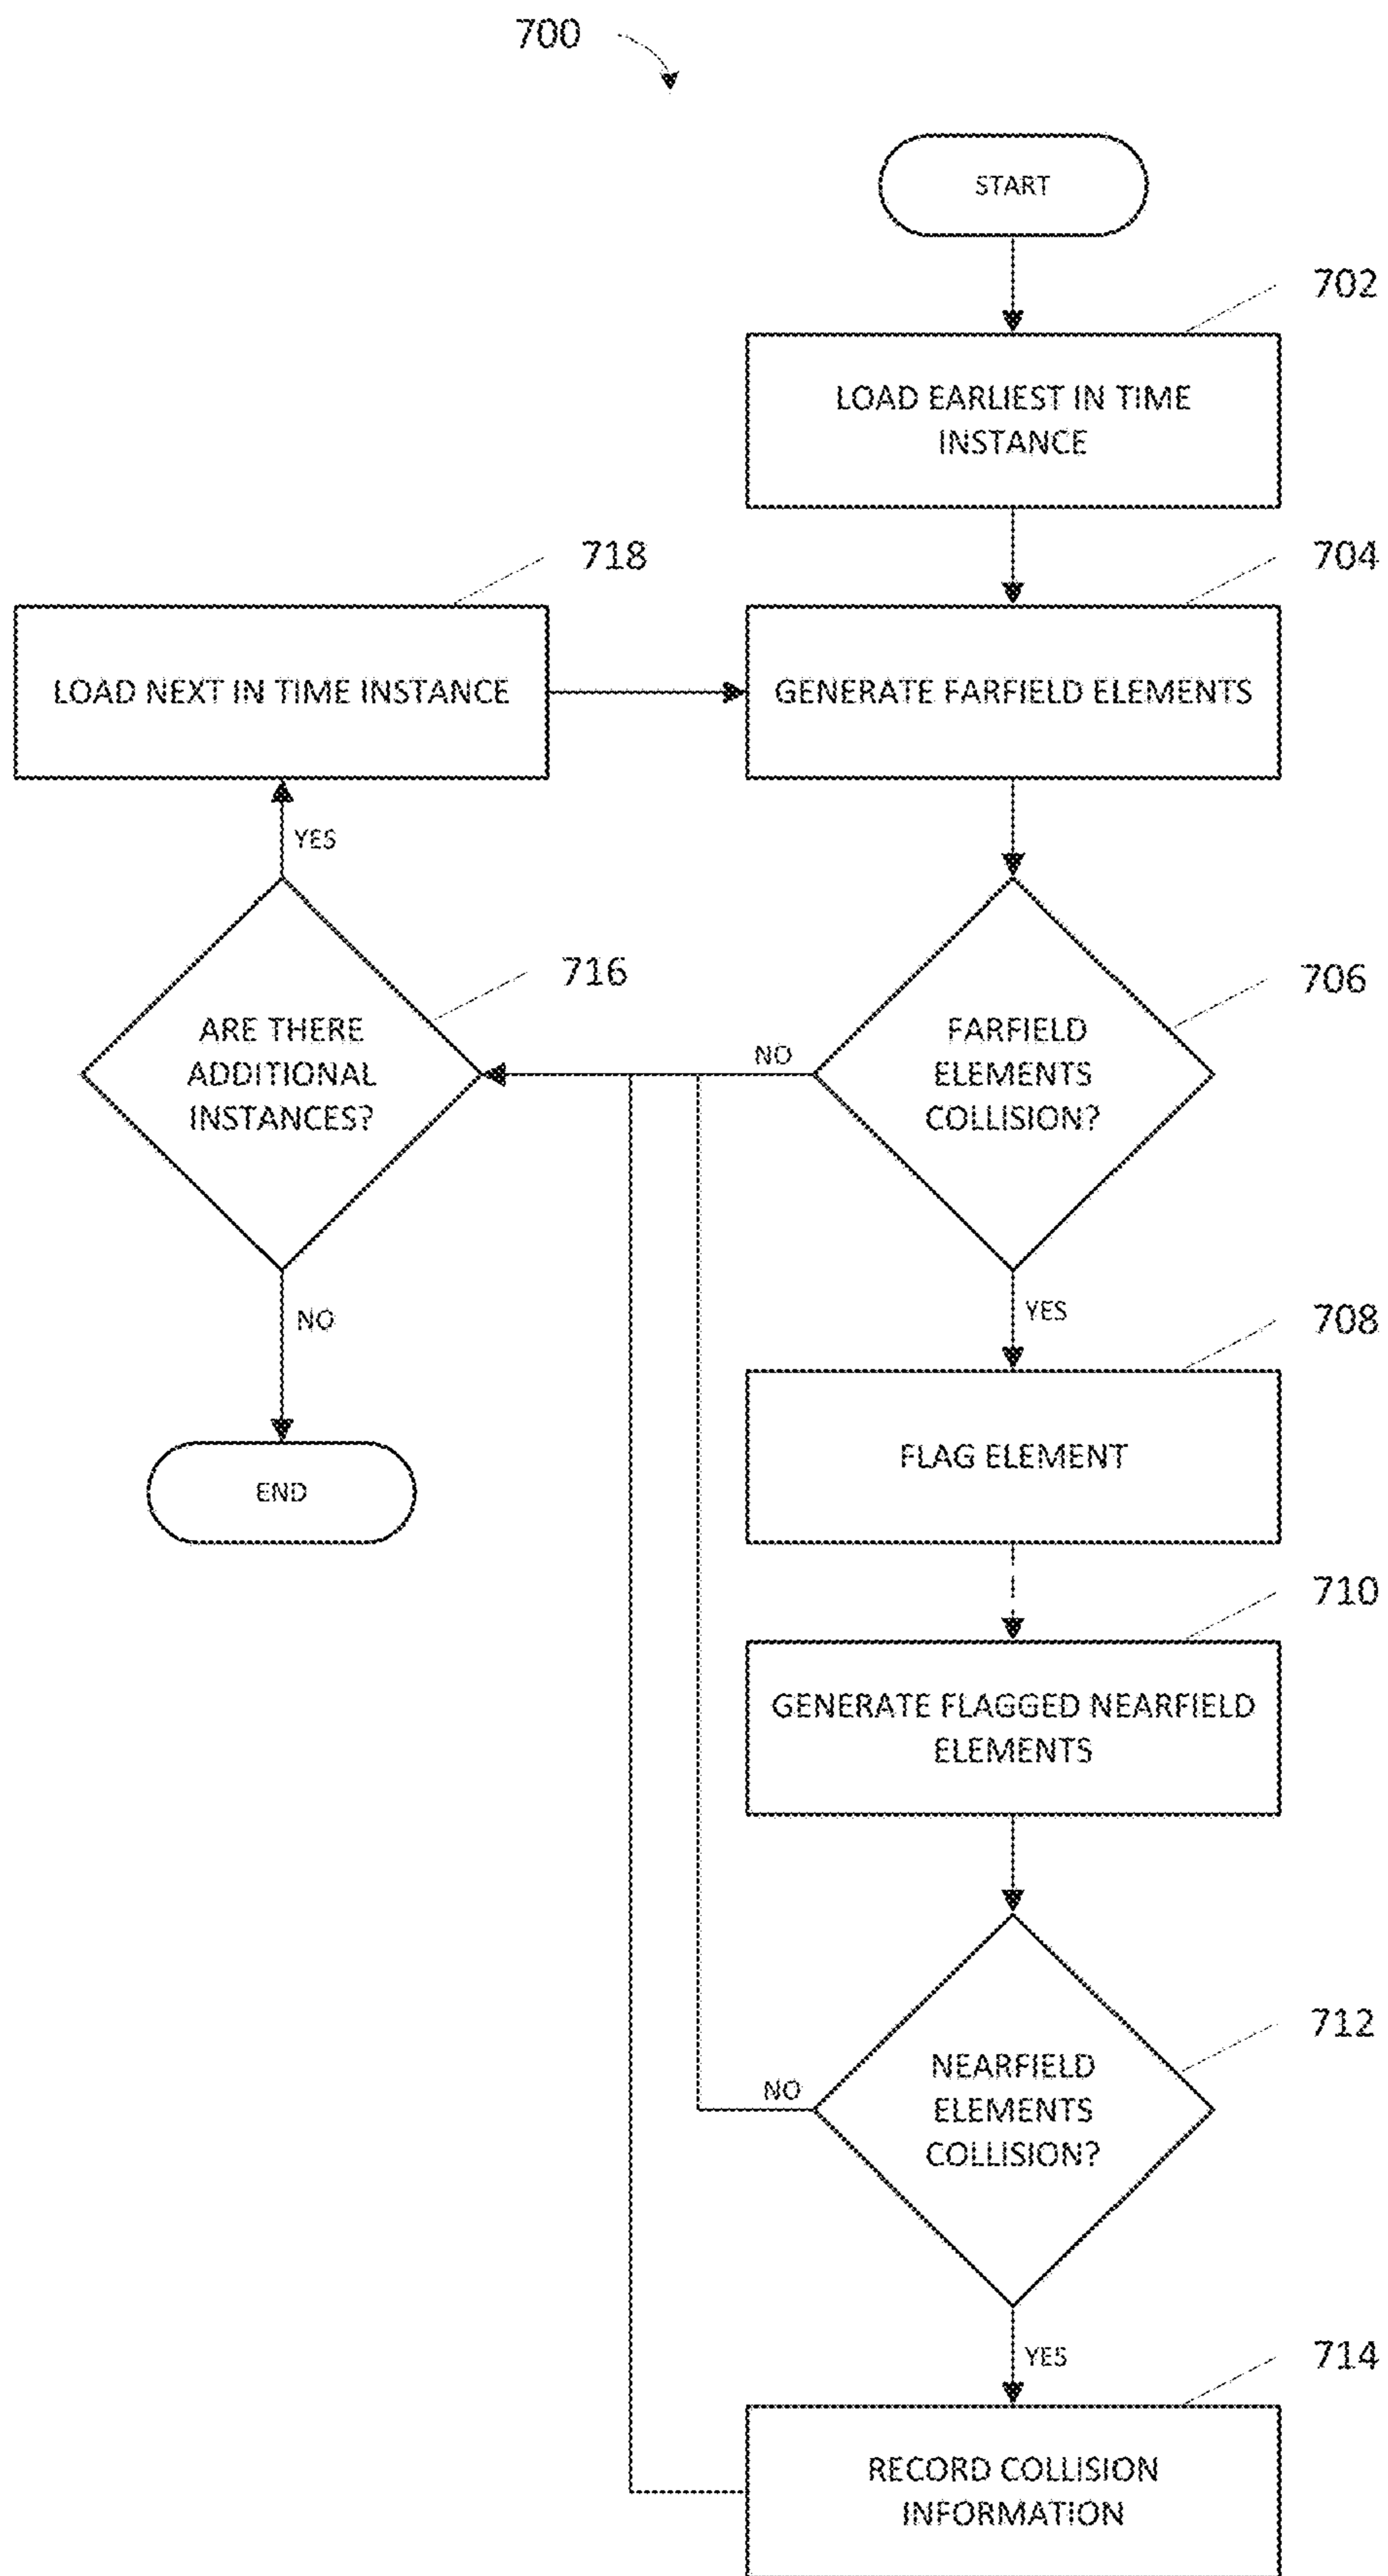 700
START
702
LOAD EARLIEST IN TIME
INSTANCE
718
704
LOAD NEXT IN TIME INSTANCE
GENERATE FARFIELD ELEMENTS
YES
716
706
ARE THERE
ADDITIONAL
INSTANCES?
NO
FARFIELD
ELEMENTS
COLLISION?
NO
YES
708
FLAG ELEMENT
END
710
GENERATE FLAGGED NEARFIELD
ELEMENTS
712
NO
NEARFIELD
ELEMENTS
COLLISION?
YES
714
RECORD COLLISION
INFORMATION